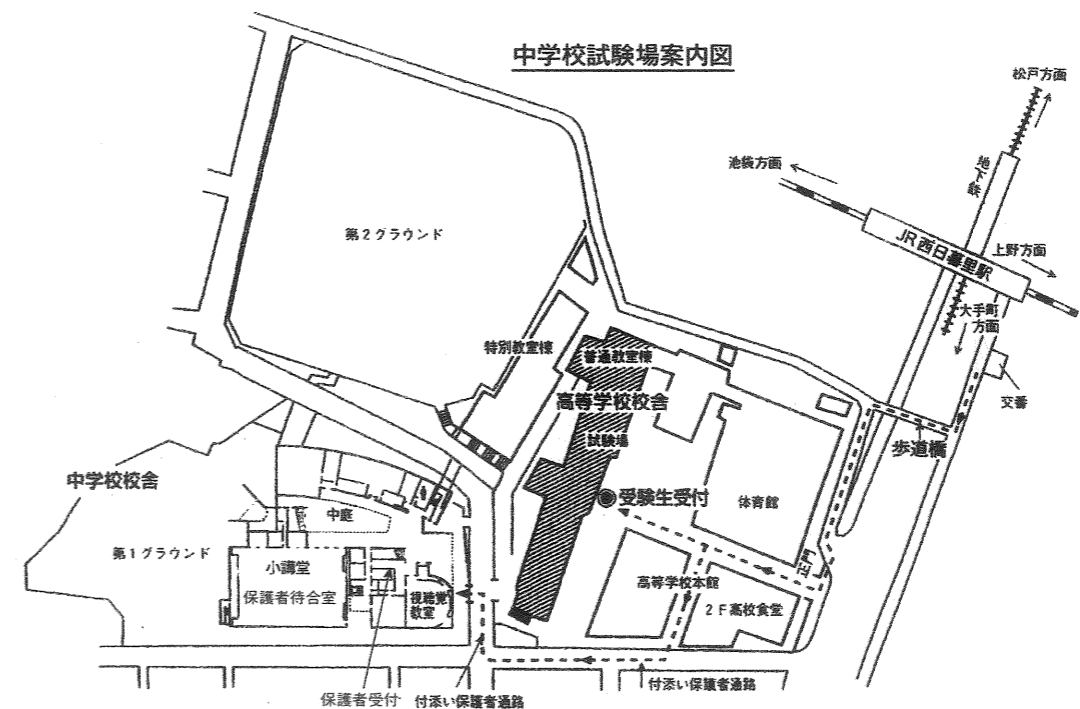 中学校試験場案内図
松戸方面
池袋方面
地下鉄
第2グラウンド
JR西日暮里駅
上野方面
大手町
方面
特別教室棟
普通教室棟
高等学校校舎
交番
試験場
歩道橋
中学校校舎
受験生受付
体育館
中庭
第1グラウンド
正門
小講堂
高等学校本館
保護者待合室
視聴覚
教室
2F高校食堂
付添い保護者通路
保護者受付
付添い保護者通路